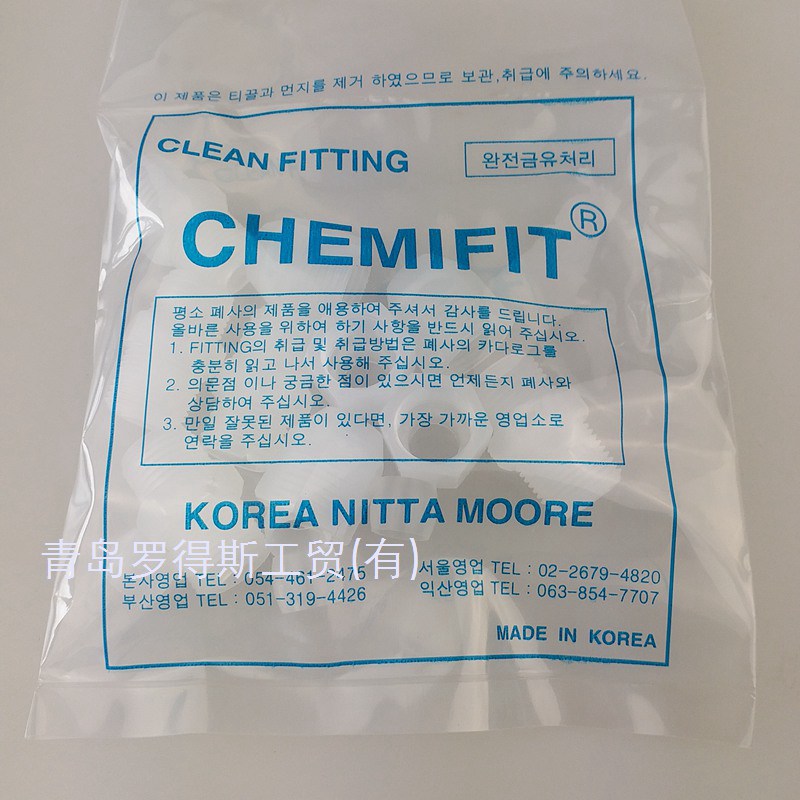 이 제품은 티끌과 먼지를 제거 하였으므로 보관,취급에 주의하세요.
CLEAN FITTING
완전금유처리
CHEMIFIT®
평소 폐사의 제품을 애용하여 주셔서 감사를 드립니다.
올바른 사용을 위하여 하기 사항을 반드시 읽어 주십시오.
1. FITTING의 취급 및 취급방법은 폐사의 카다로그를
충분히 읽고 나서 사용해 주십시오.
2. 의문점 이나 궁금한 점이 있으시면 언제든지 폐사와
상담하여 주십시오.
3. 만일 잘못된 제품이 있다면, 가장 가까운 영업소로
연락을 주십시오.
KOREA NITTA MOORE
青岛罗得斯工贸(有)
본사영업 TEL : 054-461-2475
서울영업 TEL : 02-2679-4820
부산영업 TEL : 051-319-4426
익산영업 TEL : 063-854-7707
MADE IN KOREA